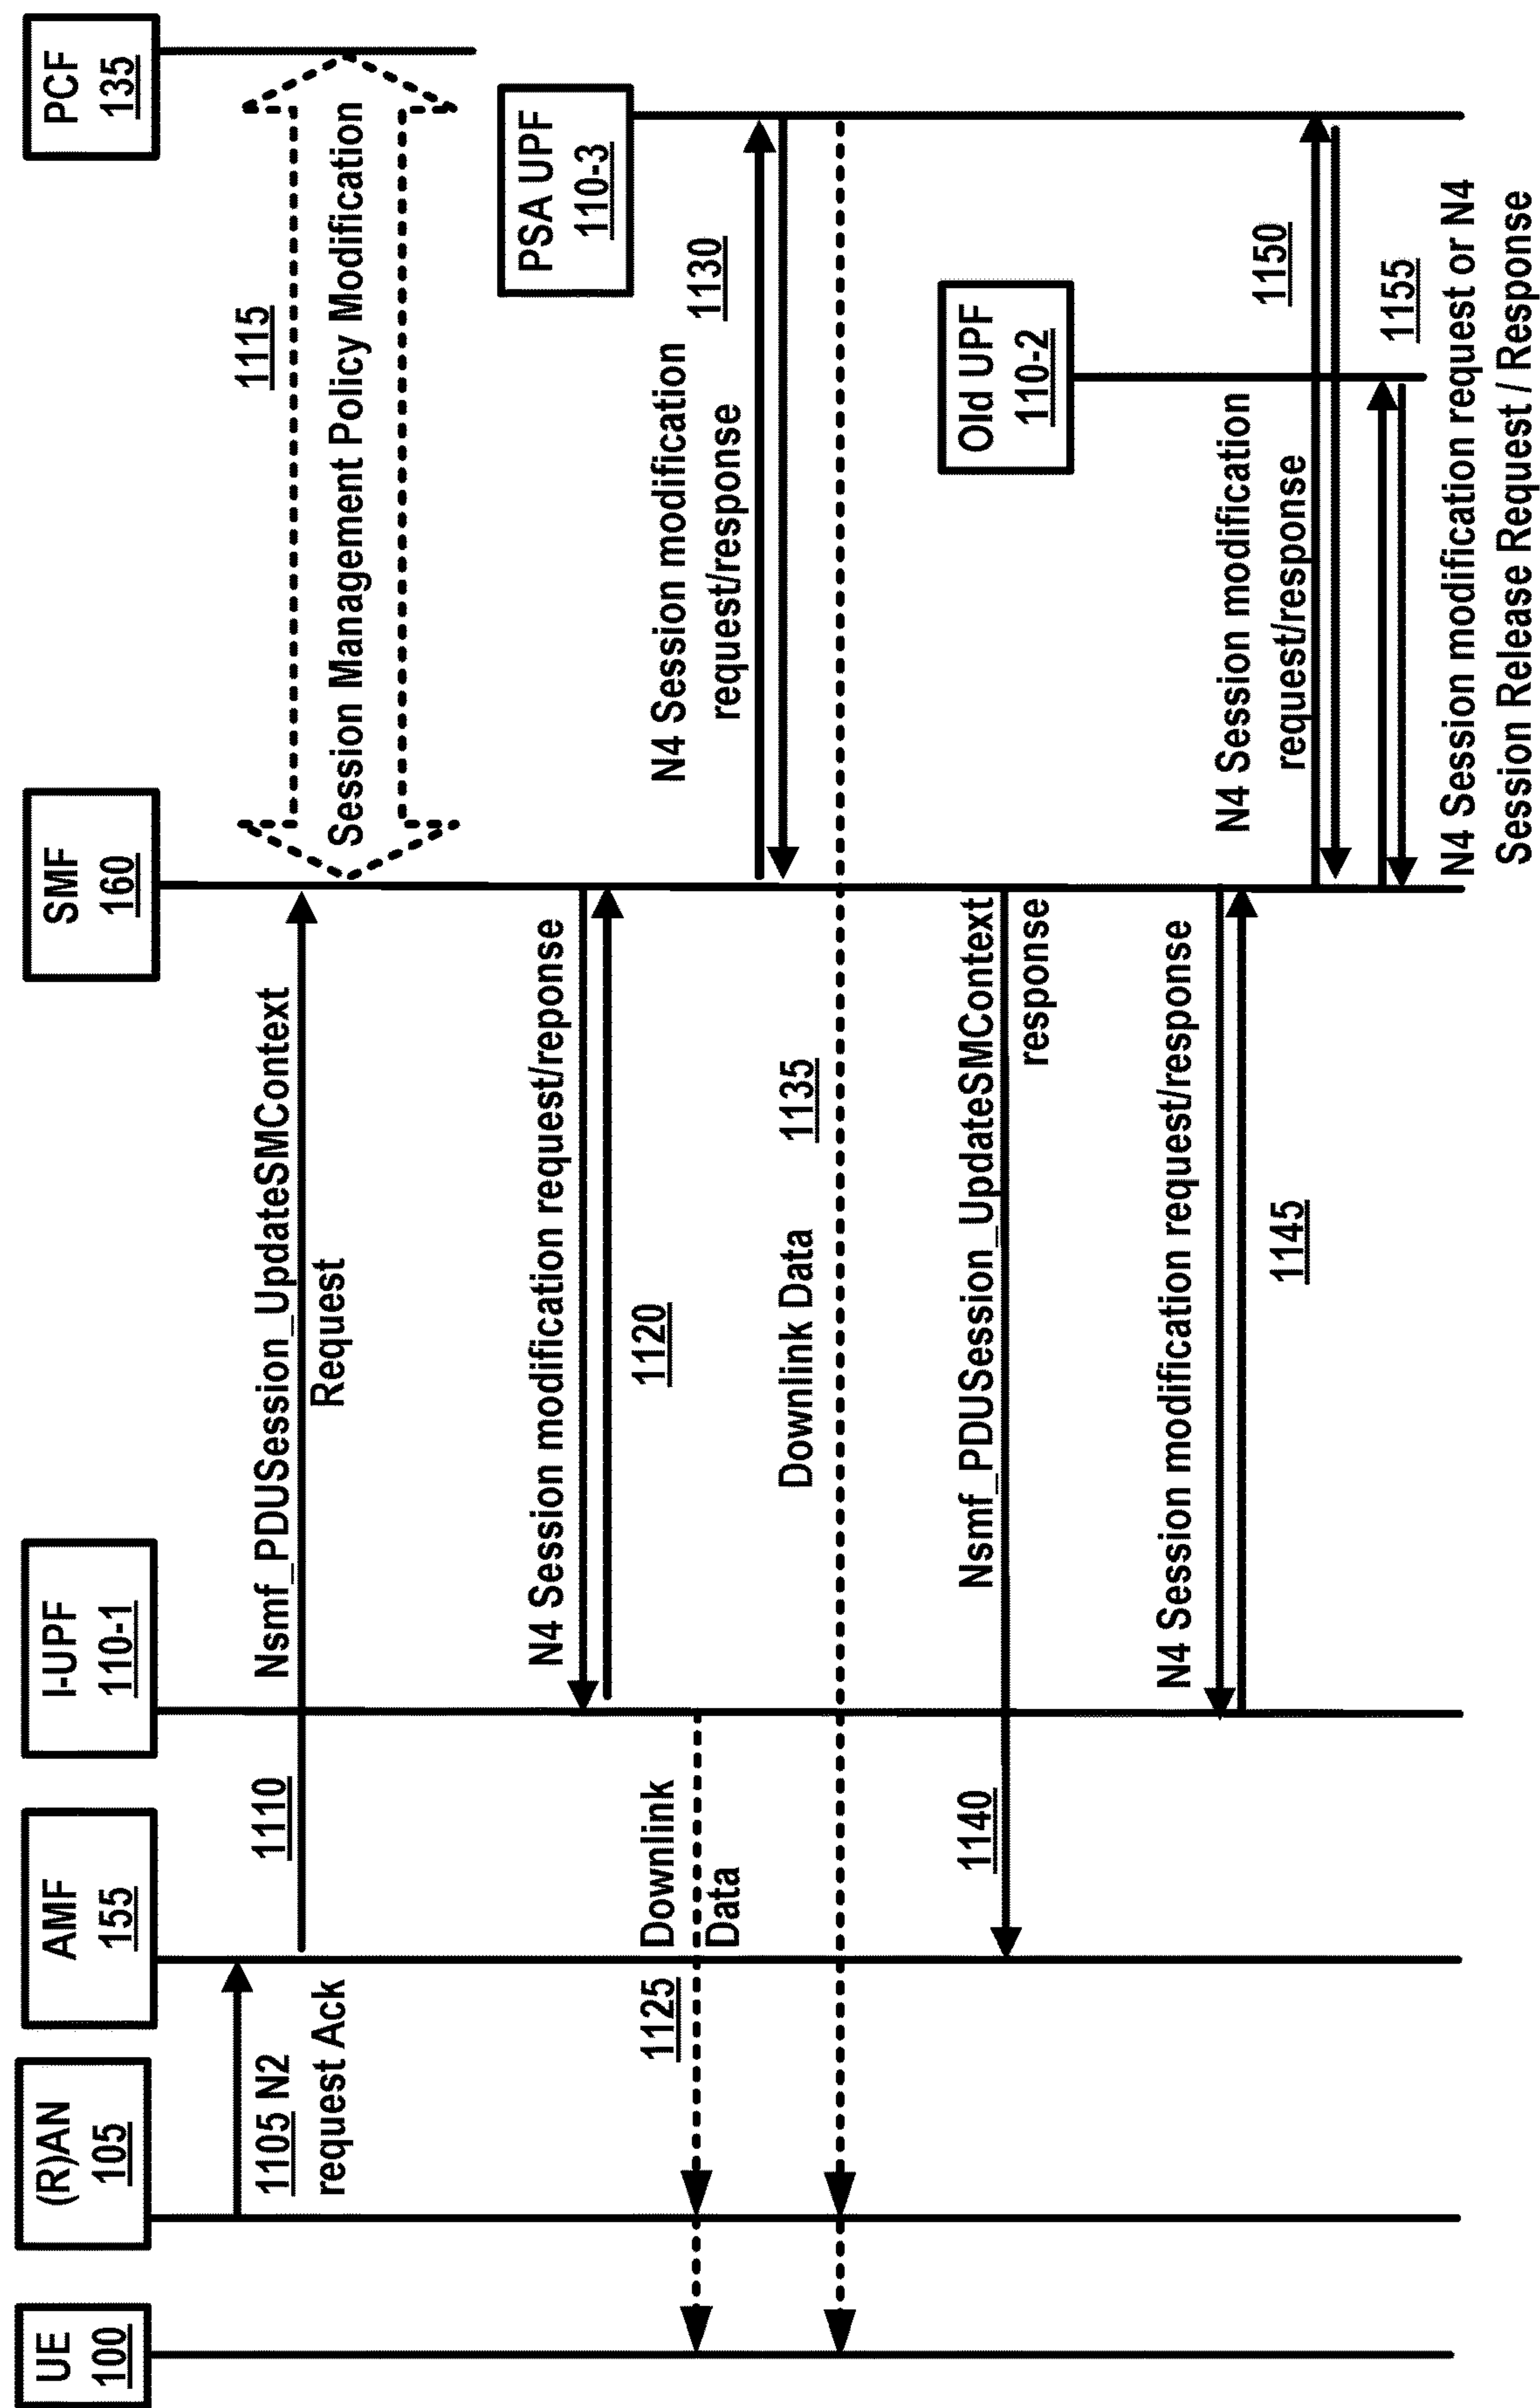 UE
100
(R)AN
105
AMF
155
I-UPF
110-1
SMF
160
PCF
135
1105 N2
request Ack
1110
Nsmf_PDUSession_UpdateSMContext
Request
1115
Session Management Policy Modification
N4 Session modification request/reponse
1120
PSA UPF
110-3
1125
Downlink
Data
N4 Session modification
request/response
1130
Downlink Data
1135
1140
Nsmf_PDUSession_UpdateSMContext
response
Old UPF
110-2
N4 Session modification request/response
1145
N4 Session modification
request/response
1150
1155
N4 Session modification request or N4
Session Release Request / Response